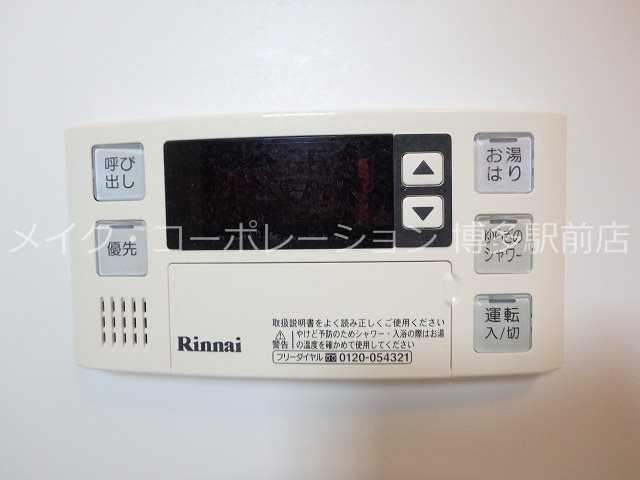 呼び
出し
優先
お湯
はり
ゆらぎの
シャワー
運転
入/切
メイク・コーポレーション 博多駅前店
取扱説明書をよく読み正しくご使用ください
警告
やけど予防のためシャワー・入浴の際はお湯
の温度を確かめて使用してください
フリーダイヤル 0120-054321
Rinnai